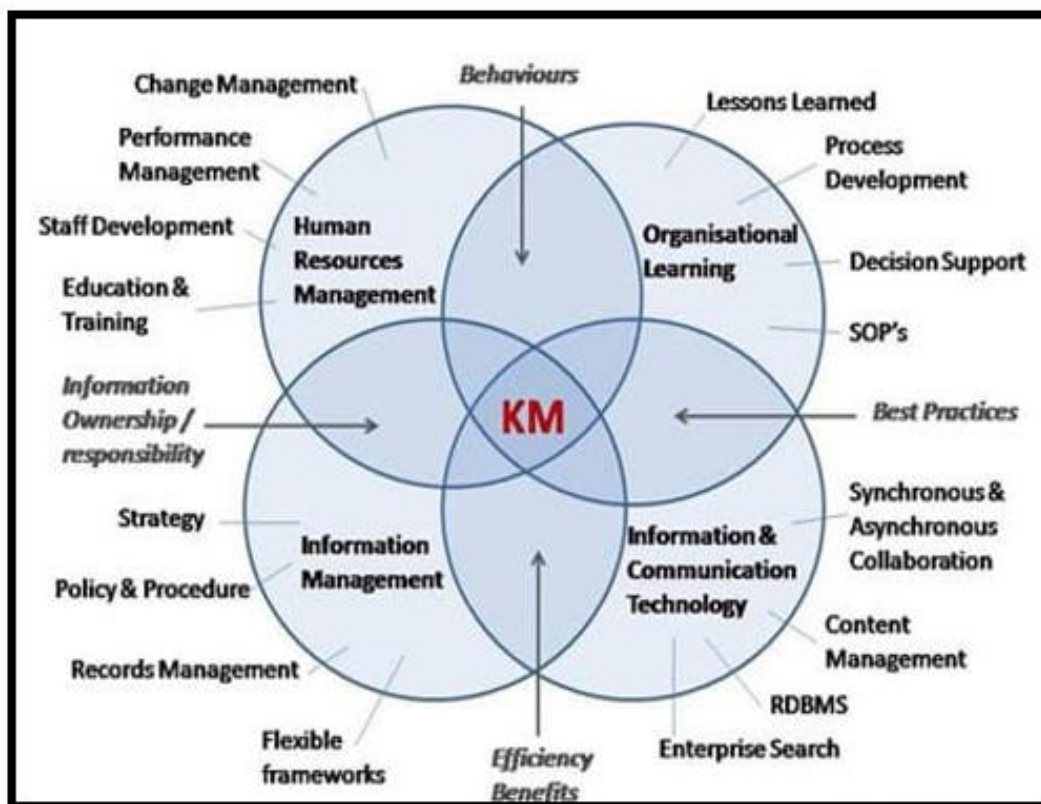 Change Management
Behaviours
Lessons Learned
Performance
Management
Process
Development
Staff Development
Human
Resources
Management
Organisational
Learning
Decision Support
Education &
Training
SOP's
Information
Ownership /
responsibility
KM
Best Practices
Strategy
Information
Management
Information &
Communication
Technology
Synchronous &
Asynchronous
Collaboration
Policy & Procedure
Content
Management
Records Management
RDBMS
Flexible
frameworks
Efficiency
Benefits
Enterprise Search